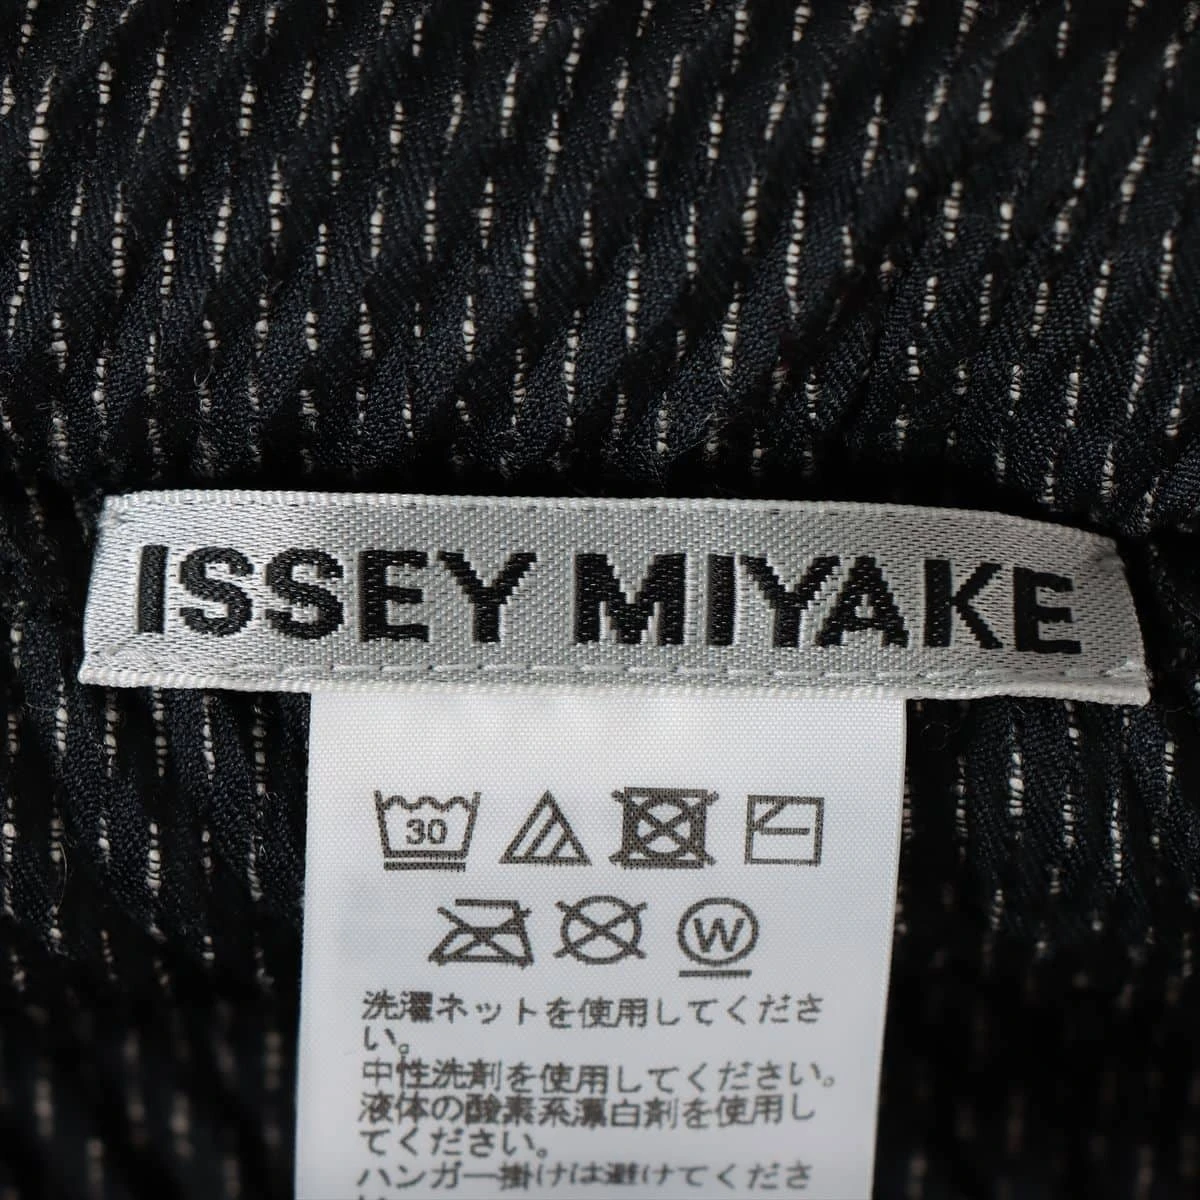 ISSEY MIYAKE
30
W
洗濯ネットを使用してくださ
い。
中性洗剤を使用してください。
液体の酸素系漂白剤を使用し
てください。
ハンガー掛けは避けてくださ